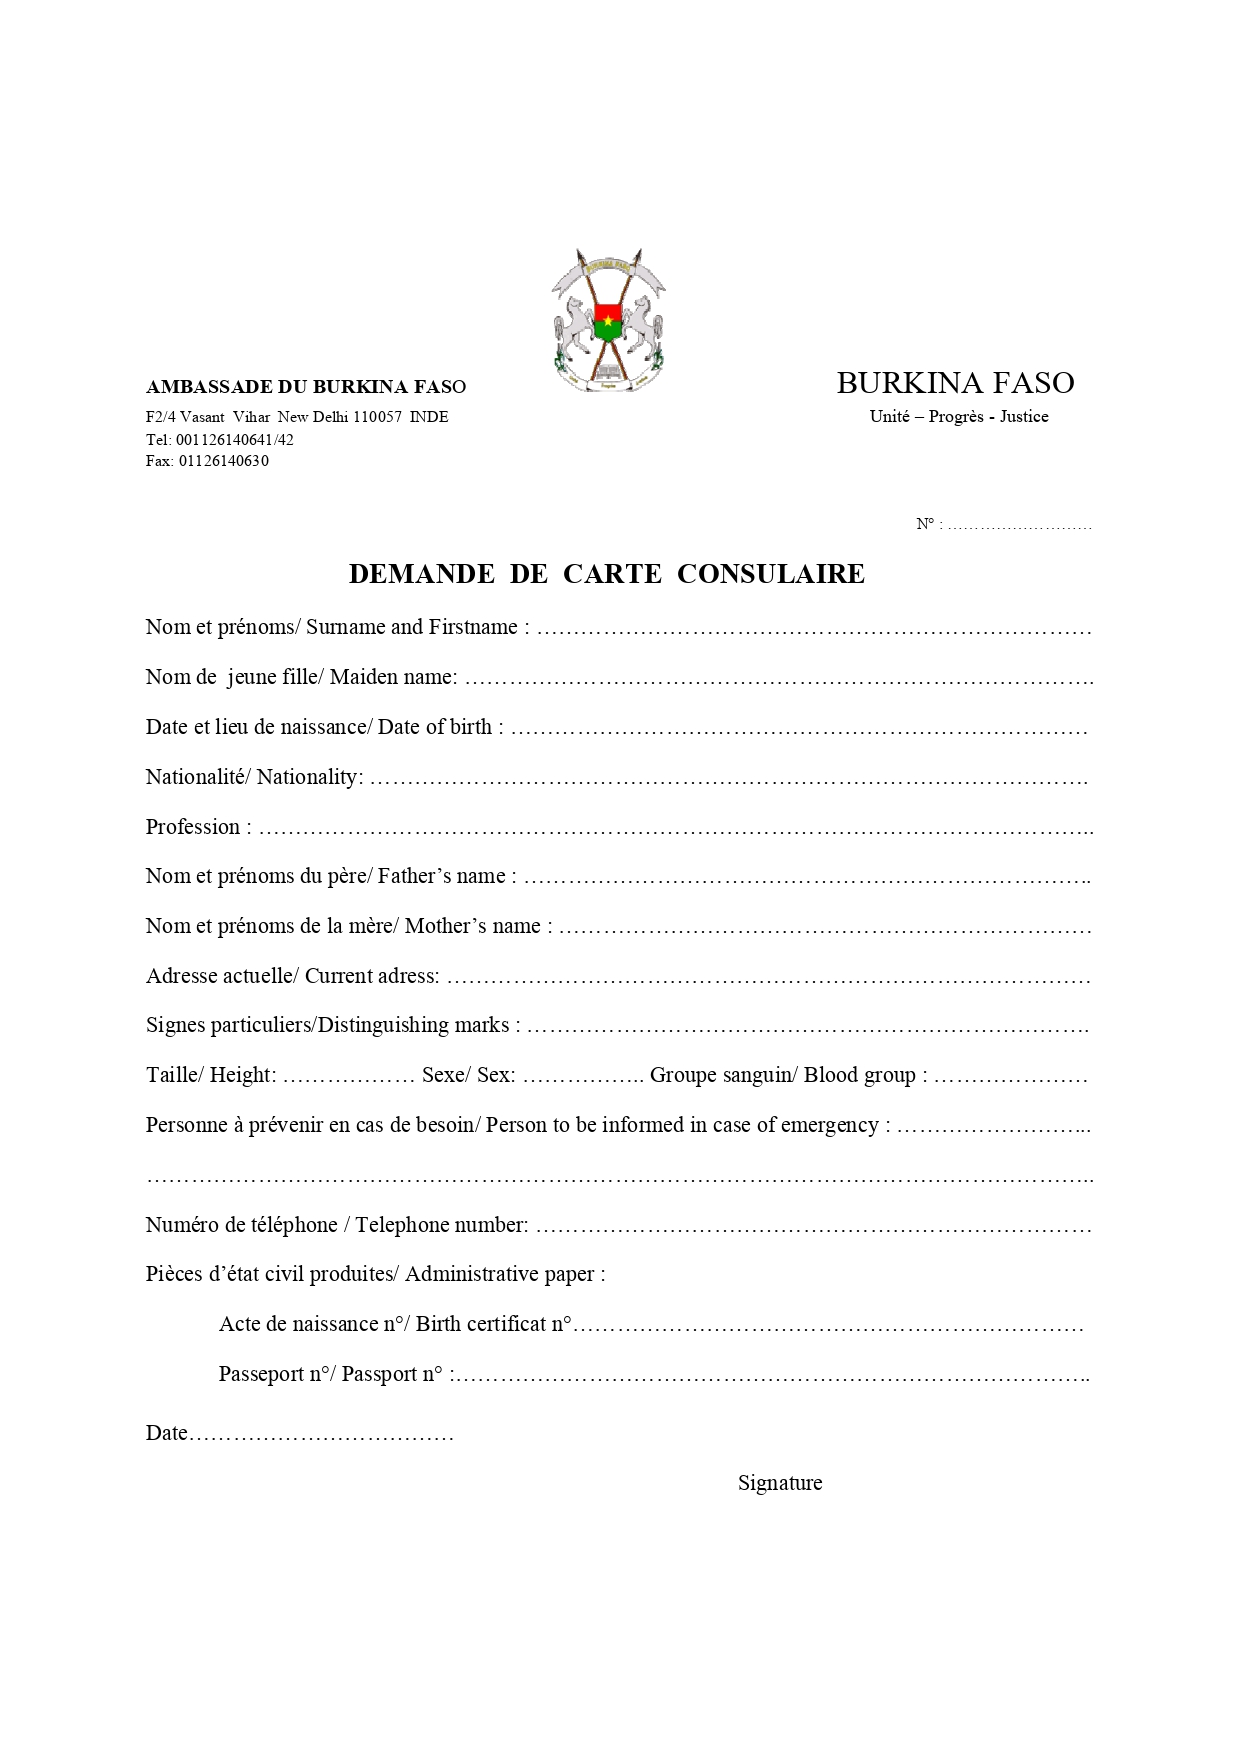 BURKINA FASO
AMBASSADE DU BURKINA FASO
BURKINA FASO
F2/4 Vasant Vihar New Delhi 110057 INDE
Unité – Progrès - Justice
Tel: 001126140641/42
Fax: 01126140630
N° : ………………………
DEMANDE DE CARTE CONSULAIRE
Nom et prénoms/ Surname and Firstname : …………………………………………………………………
Nom de jeune fille/ Maiden name: ………………………………………………………………………….
Date et lieu de naissance/ Date of birth : ……………………………………………………………………
Nationalité/ Nationality: …………………………………………………………………………………….
Profession : …………………………………………………………………………………………………..
Nom et prénoms du père/ Father’s name : …………………………………………………………………..
Nom et prénoms de la mère/ Mother’s name : ………………………………………………………………
Adresse actuelle/ Current adress: ……………………………………………………………………………
Signes particuliers/Distinguishing marks : ………………………………………………………………….
Taille/ Height: ……………… Sexe/ Sex: …………….. Groupe sanguin/ Blood group : …………………
Personne à prévenir en cas de besoin/ Person to be informed in case of emergency : ……………………..
………………………………………………………………………………………………………………..
Numéro de téléphone / Telephone number: …………………………………………………………………
Pièces d’état civil produites/ Administrative paper :
Acte de naissance n°/ Birth certificat n°……………………………………………………………
Passeport n°/ Passport n° :…………………………………………………………………………..
Date………………………………
Signature